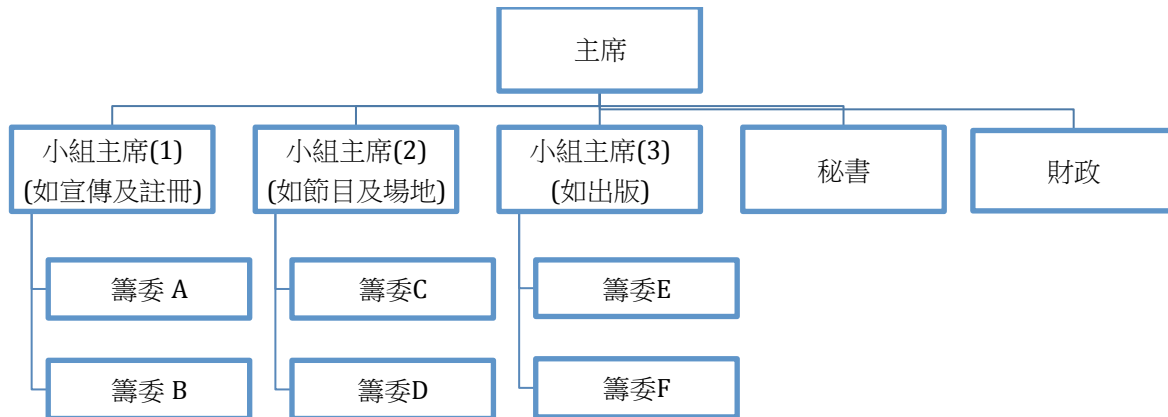 主席
小組主席(1)
(如宣傳及註冊)
小組主席(2)
(如節目及場地)
小組主席(3)
(如出版)
秘書
財政
籌委 A
籌委C
籌委E
籌委 B
籌委D
籌委F